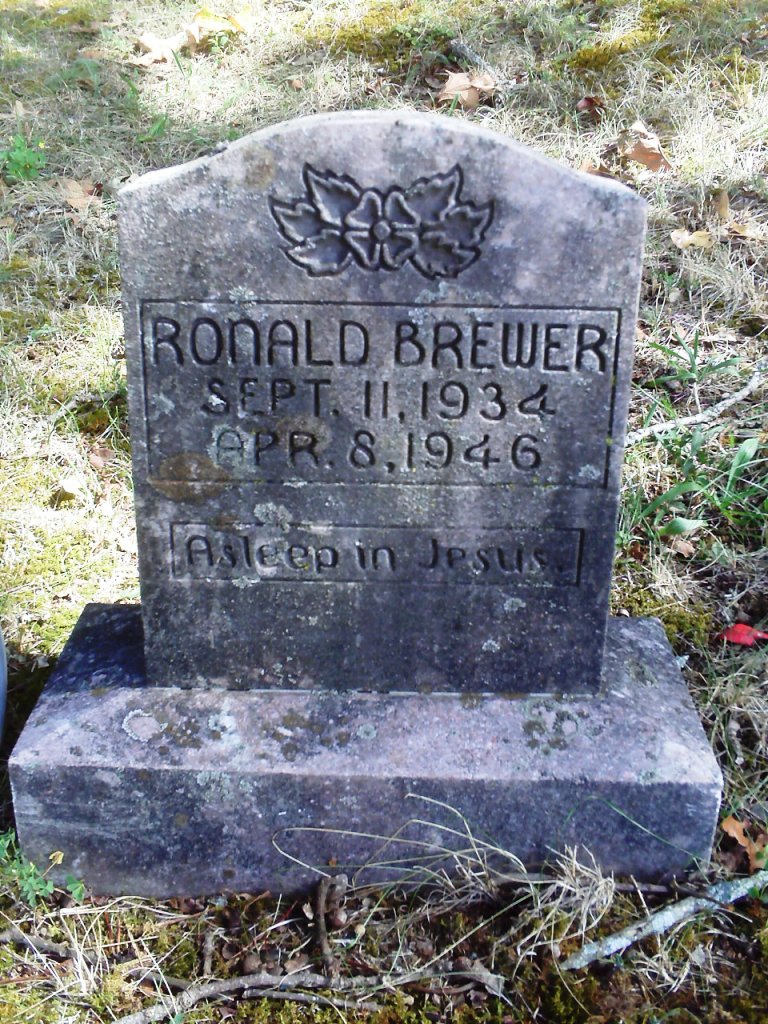 RONALD BREWER
SEPT. 11, 1934
APR. 8, 1946
Asleep in Jesus.